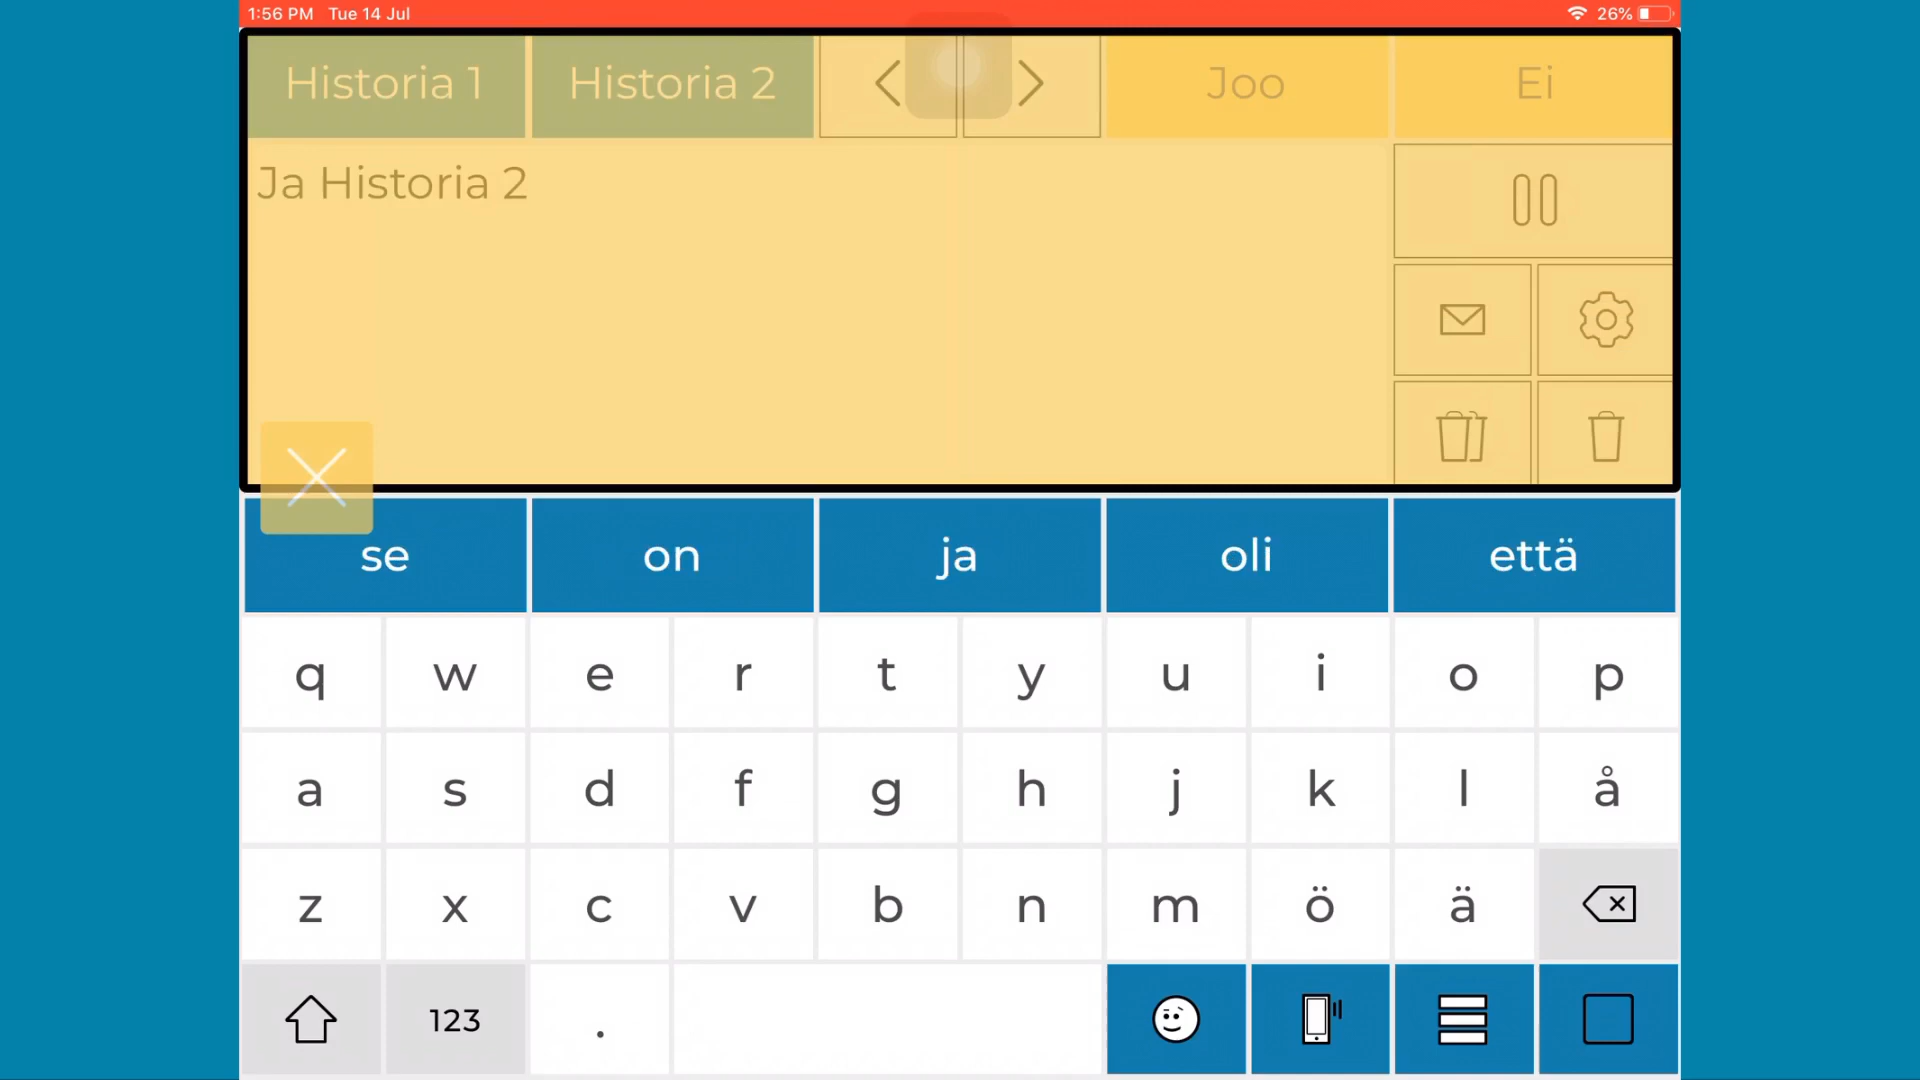 1:56 PM Tue 14 Jul 26%
Historia 1 Historia 2 Joo Ei
Ja Historia 2
se on ja oli että
q w e r t y u i o p
a s d f g h j k l å
z x c v b n m ö ä
123 .